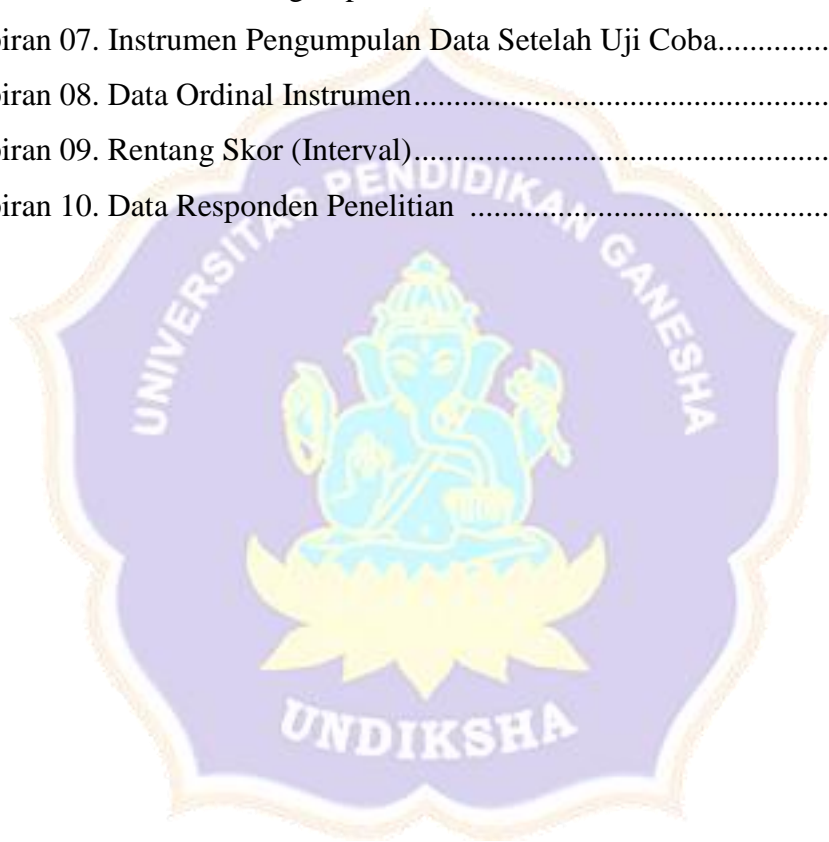 piran 07. Instrumen Pengumpulan Data Setelah Uji Coba..............
piran 08. Data Ordinal Instrumen....................................................
piran 09. Rentang Skor (Interval)....................................................
piran 10. Data Responden Penelitian .............................................
UNIVERSITAS PENDIDIKAN GANESHA
UNDIKSHA